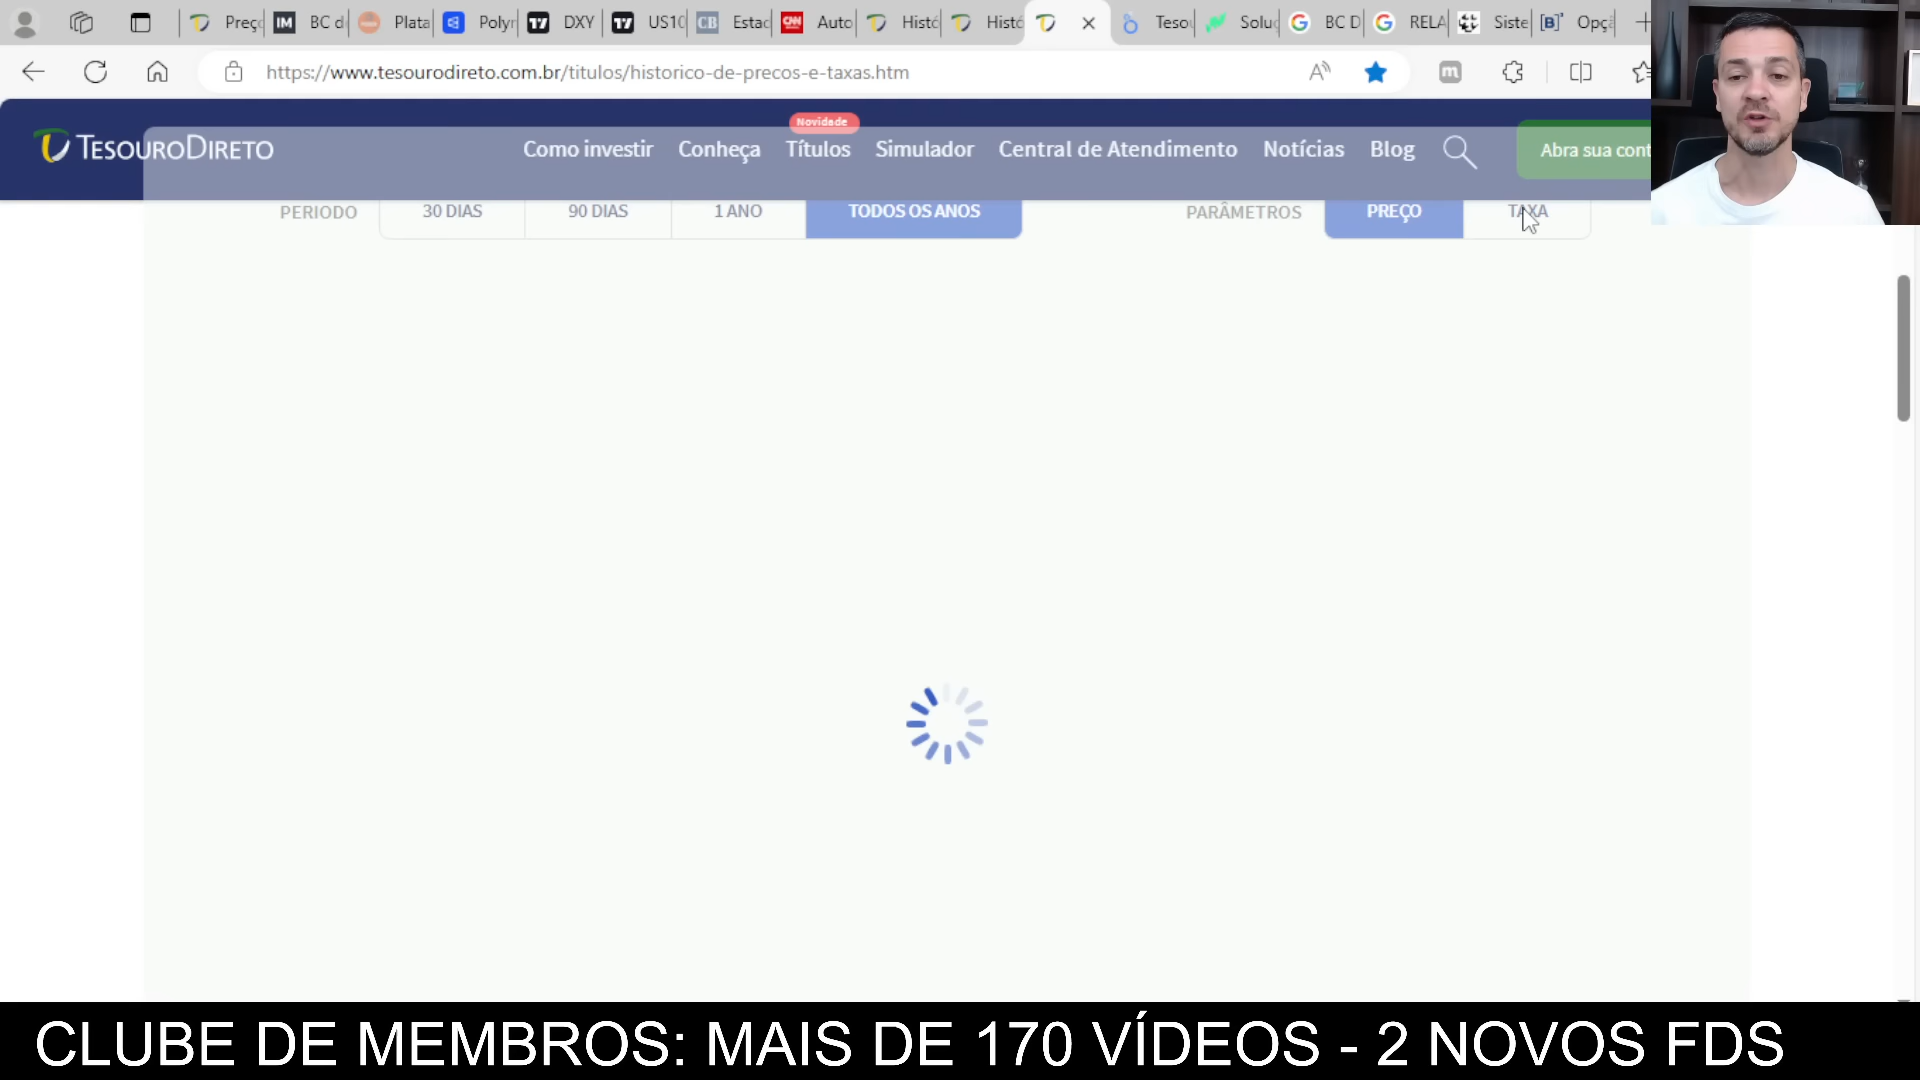 Preç
BC d
Plata
Polyr
DXY
US10
Estac
Auto
Histó
Histó
Teso
Soluç
BC D
RELA
Siste
Opçã
https://www.tesourodireto.com.br/titulos/historico-de-precos-e-taxas.htm
Novidade
TESOURODIRETO
Como investir
Conheça
Títulos
Simulador
Central de Atendimento
Notícias
Blog
Abra sua cont
PERIODO
30 DIAS
90 DIAS
1 ANO
TODOS OS ANOS
PARÂMETROS
PREÇO
TAXA
CLUBE DE MEMBROS: MAIS DE 170 VÍDEOS - 2 NOVOS FDS